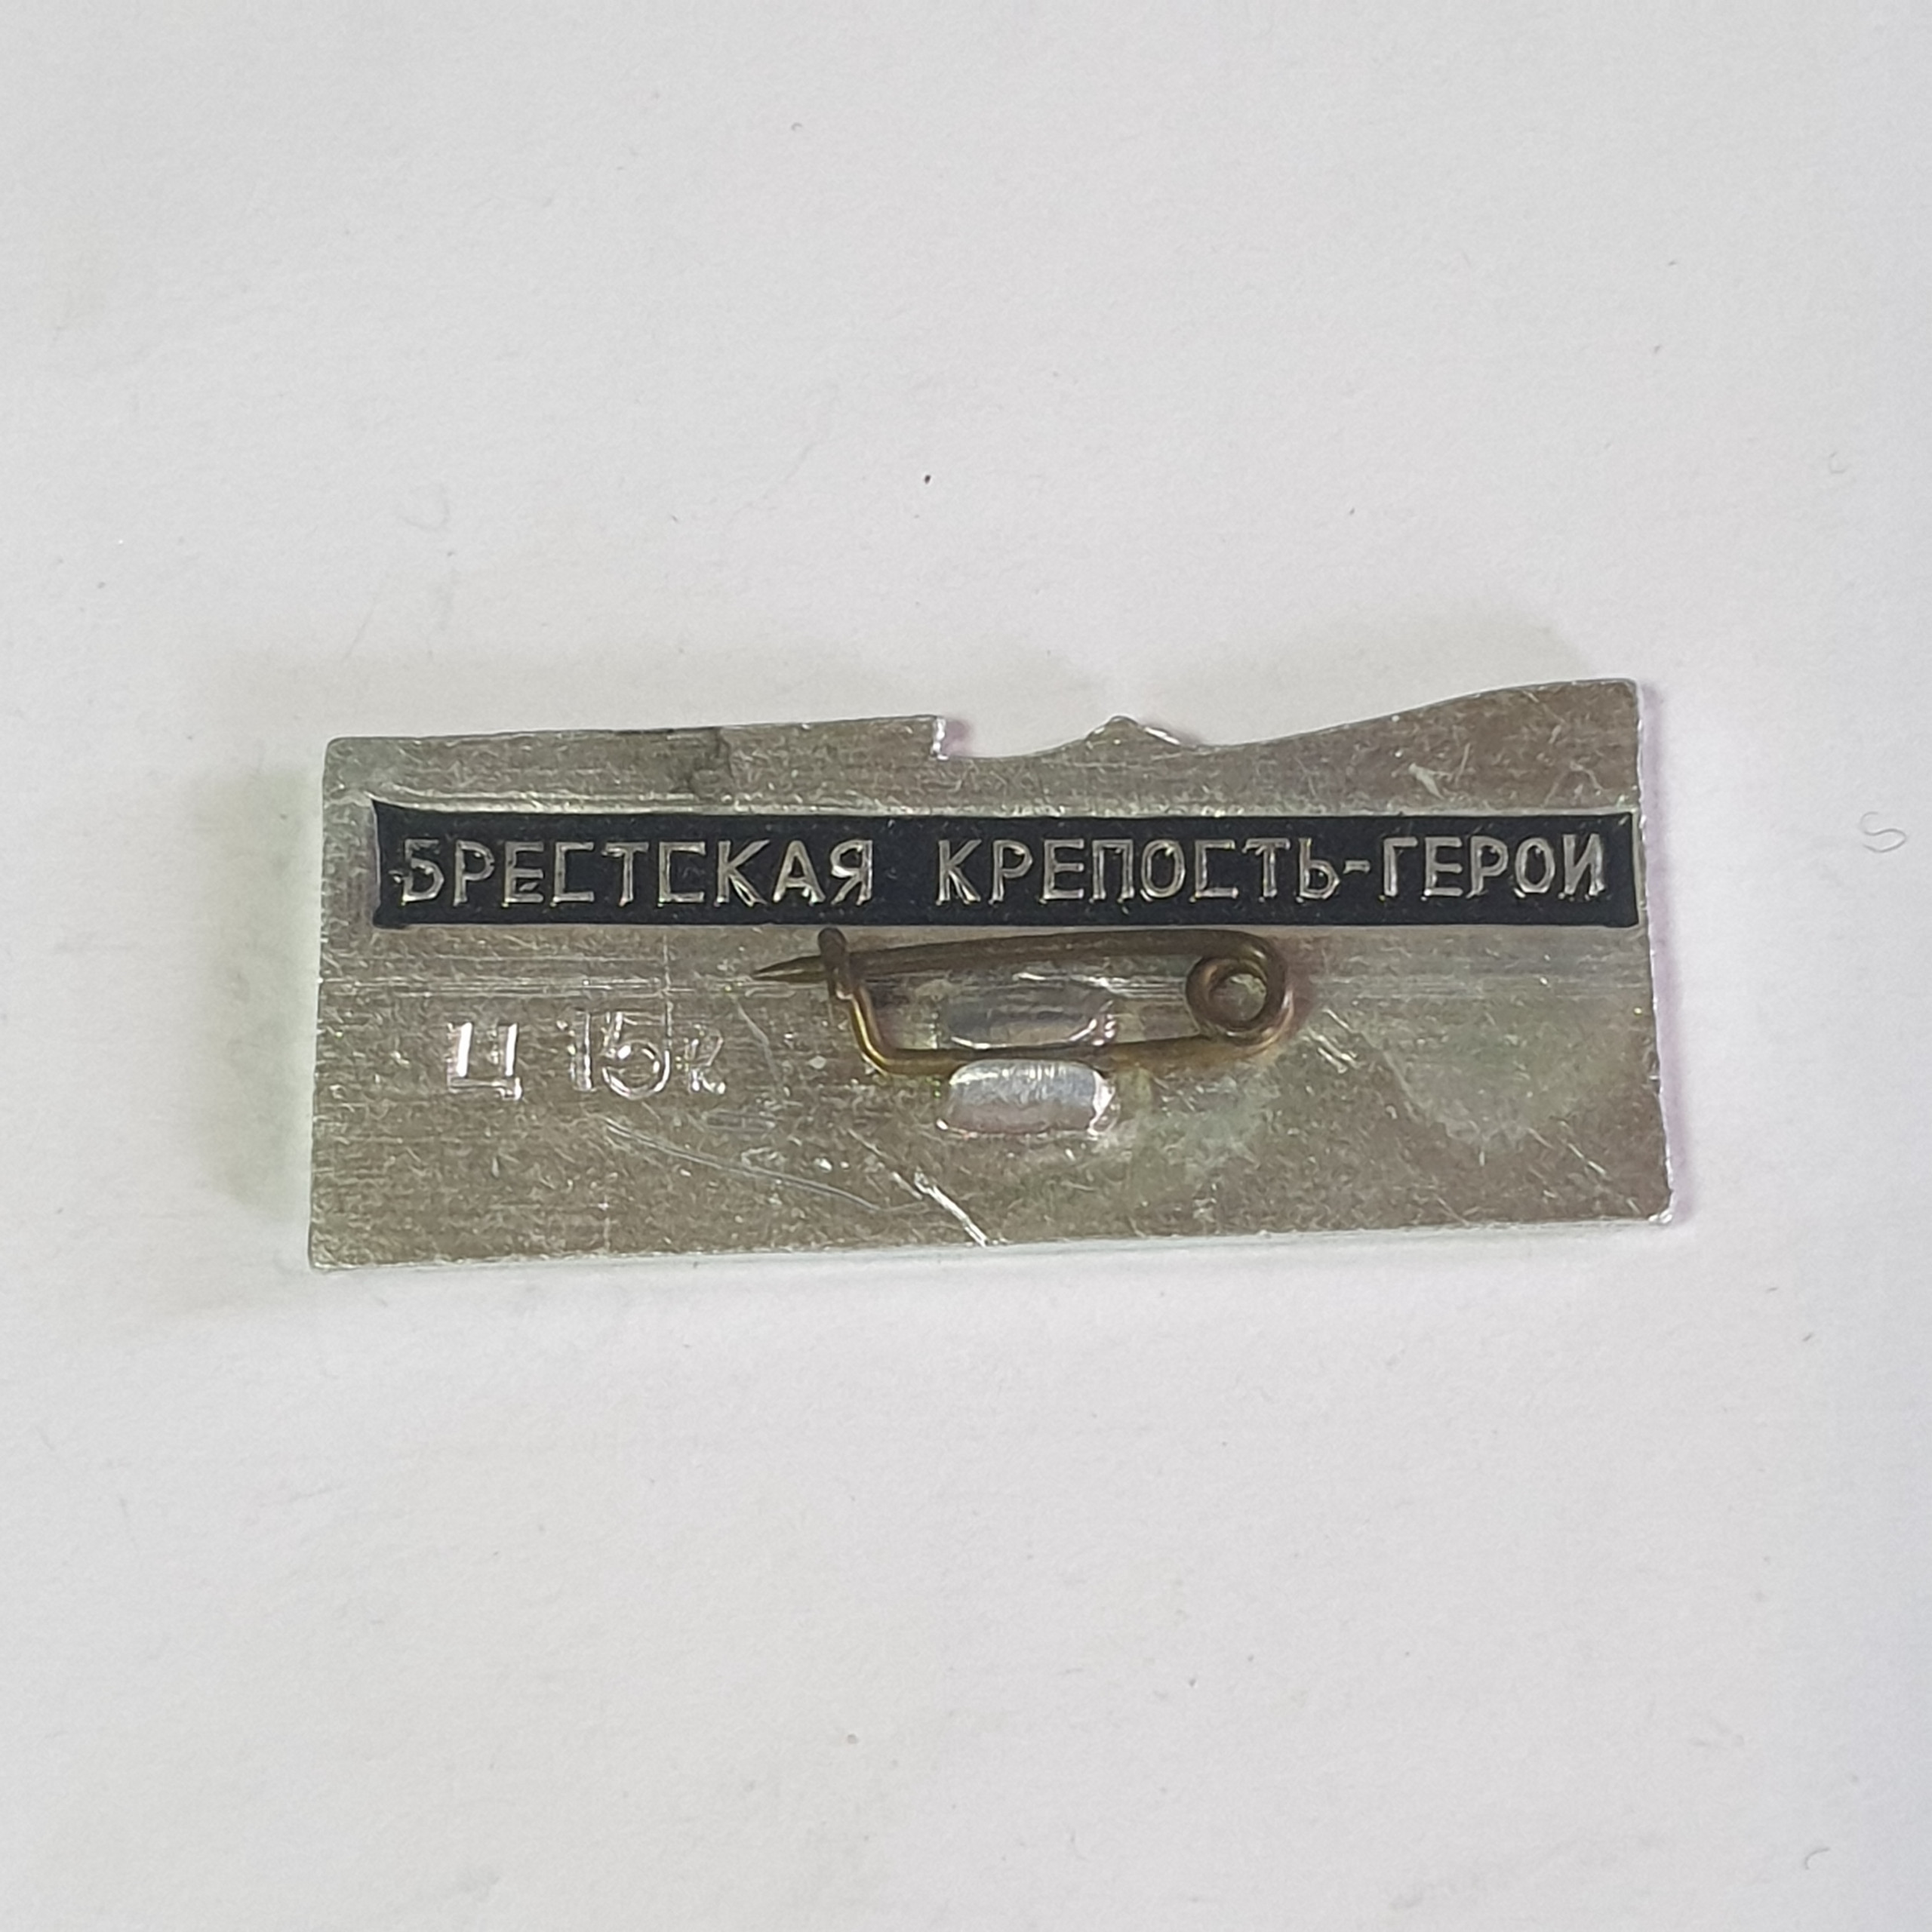 БРЕСТСКАЯ КРЕПОСТЬ-ГЕРОЙ
Ц 15к